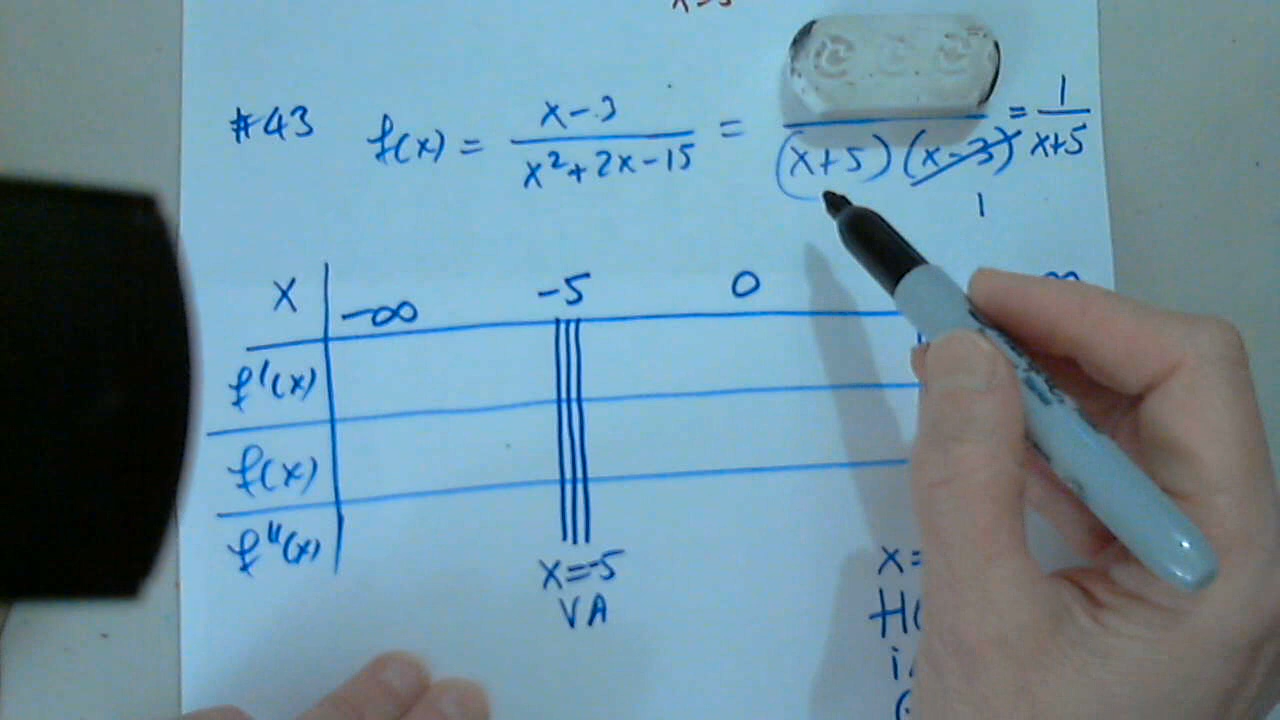 #43 f(x) = x-3 / x²+2x-15 = / (x+5)(x-3) = 1 / x+5
1
x -∞ -5 0
f'(x)
f(x)
f''(x)
x=-5 x=
VA